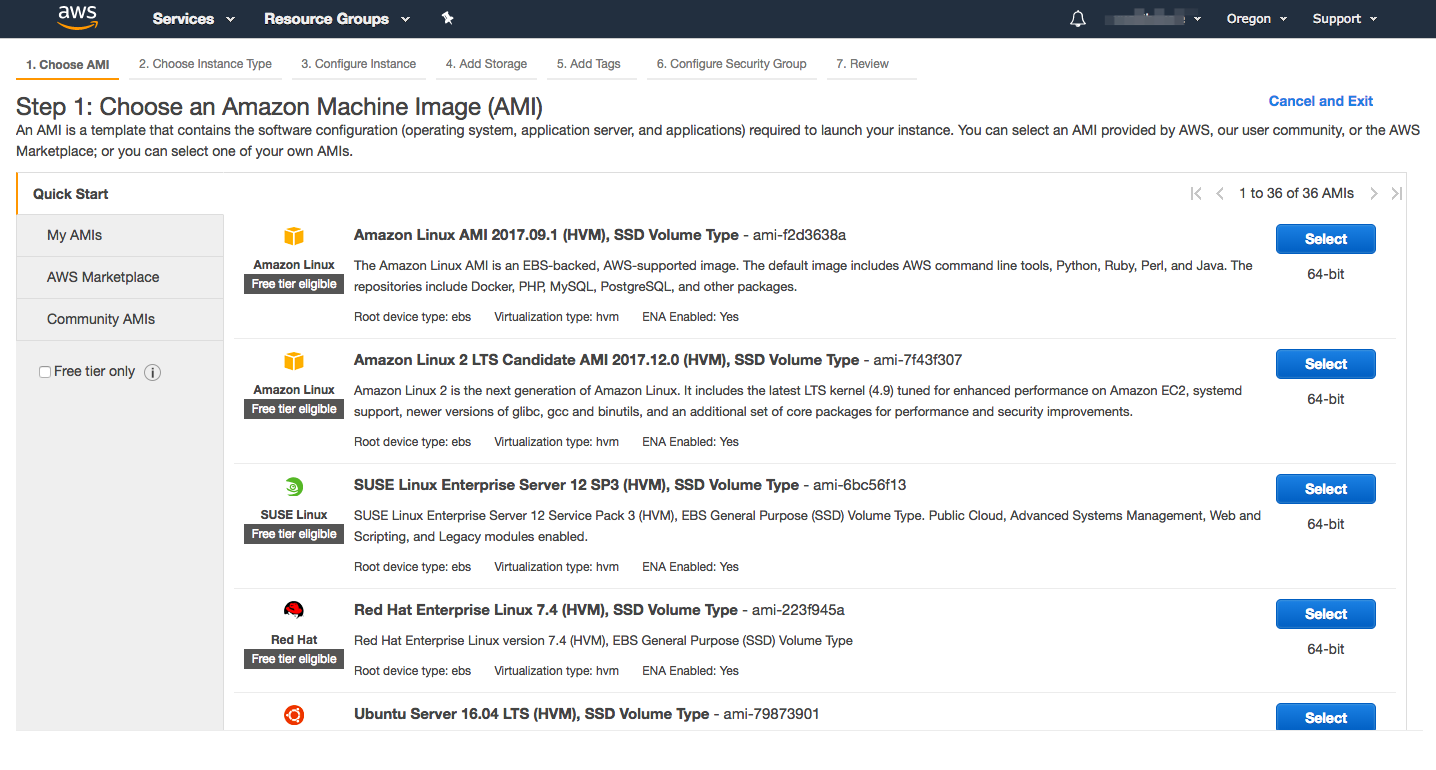 aws Services Resource Groups Oregon Support
1. Choose AMI 2. Choose Instance Type 3. Configure Instance 4. Add Storage 5. Add Tags 6. Configure Security Group 7. Review
Step 1: Choose an Amazon Machine Image (AMI)
Cancel and Exit
An AMI is a template that contains the software configuration (operating system, application server, and applications) required to launch your instance. You can select an AMI provided by AWS, our user community, or the AWS
Marketplace; or you can select one of your own AMIs.
Quick Start
My AMIs
AWS Marketplace
Community AMIs
Free tier only i
1 to 36 of 36 AMIs
Amazon Linux
Free tier eligible
Amazon Linux AMI 2017.09.1 (HVM), SSD Volume Type - ami-f2d3638a
The Amazon Linux AMI is an EBS-backed, AWS-supported image. The default image includes AWS command line tools, Python, Ruby, Perl, and Java. The
repositories include Docker, PHP, MySQL, PostgreSQL, and other packages.
Root device type: ebs Virtualization type: hvm ENA Enabled: Yes
Select
64-bit
Amazon Linux
Free tier eligible
Amazon Linux 2 LTS Candidate AMI 2017.12.0 (HVM), SSD Volume Type - ami-7f43f307
Amazon Linux 2 is the next generation of Amazon Linux. It includes the latest LTS kernel (4.9) tuned for enhanced performance on Amazon EC2, systemd
support, newer versions of glibc, gcc and binutils, and an additional set of core packages for performance and security improvements.
Root device type: ebs Virtualization type: hvm ENA Enabled: Yes
Select
64-bit
SUSE Linux
Free tier eligible
SUSE Linux Enterprise Server 12 SP3 (HVM), SSD Volume Type - ami-6bc56f13
SUSE Linux Enterprise Server 12 Service Pack 3 (HVM), EBS General Purpose (SSD) Volume Type. Public Cloud, Advanced Systems Management, Web and
Scripting, and Legacy modules enabled.
Root device type: ebs Virtualization type: hvm ENA Enabled: Yes
Select
64-bit
Red Hat
Free tier eligible
Red Hat Enterprise Linux 7.4 (HVM), SSD Volume Type - ami-223f945a
Red Hat Enterprise Linux version 7.4 (HVM), EBS General Purpose (SSD) Volume Type
Root device type: ebs Virtualization type: hvm ENA Enabled: Yes
Select
64-bit
Ubuntu Server 16.04 LTS (HVM), SSD Volume Type - ami-79873901
Select